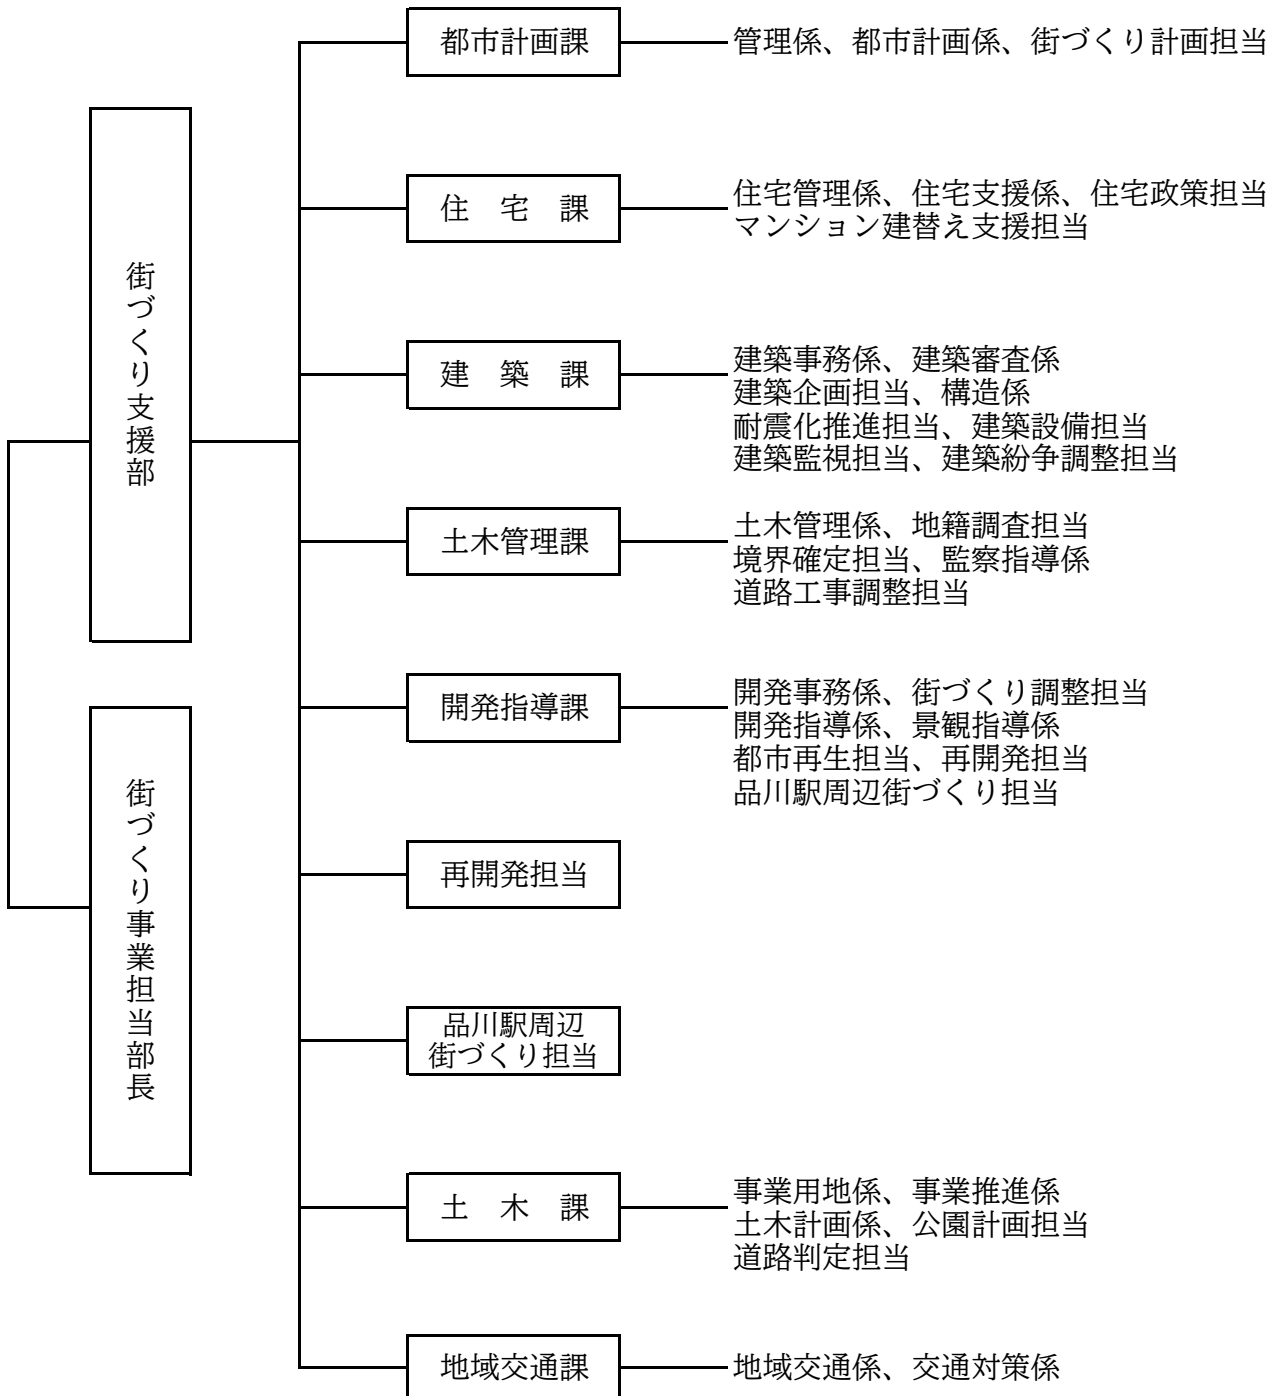 街づくり支援部
街づくり事業担当部長
都市計画課
管理係、都市計画係、街づくり計画担当
住　宅　課
住宅管理係、住宅支援係、住宅政策担当
マンション建替え支援担当
建　築　課
建築事務係、建築審査係
建築企画担当、構造係
耐震化推進担当、建築設備担当
建築監視担当、建築紛争調整担当
土木管理課
土木管理係、地籍調査担当
境界確定担当、監察指導係
道路工事調整担当
開発指導課
開発事務係、街づくり調整担当
開発指導係、景観指導係
都市再生担当、再開発担当
品川駅周辺街づくり担当
再開発担当
品川駅周辺
街づくり担当
土　木　課
事業用地係、事業推進係
土木計画係、公園計画担当
道路判定担当
地域交通課
地域交通係、交通対策係